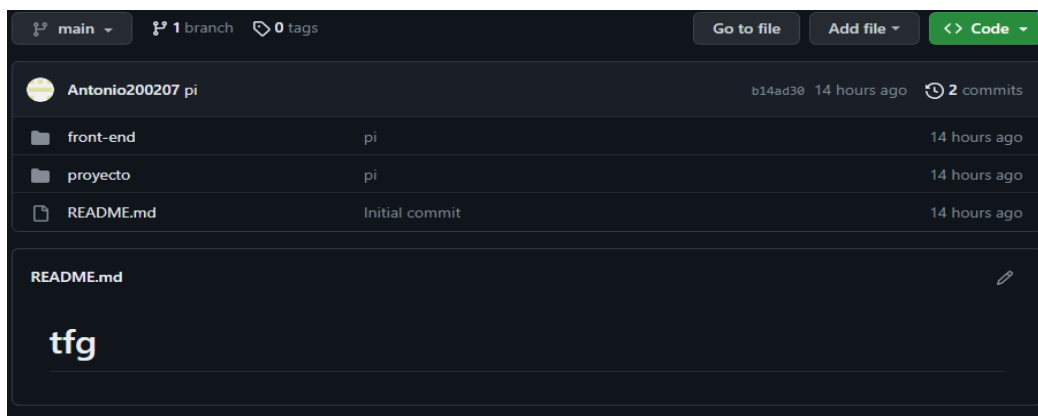 main 1 branch 0 tags Go to file Add file <> Code
Antonio200207 pi b14ad30 14 hours ago 2 commits
front-end pi 14 hours ago
proyecto pi 14 hours ago
README.md Initial commit 14 hours ago
README.md
tfg